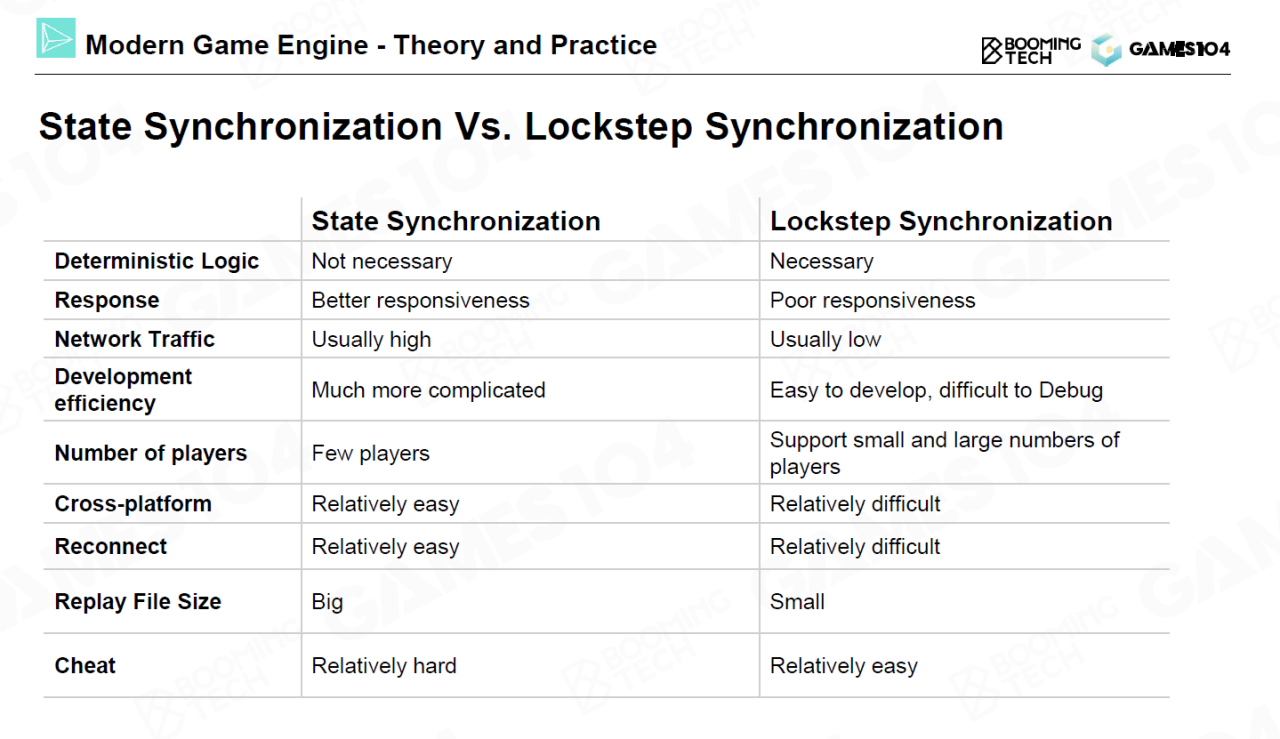 Modern Game Engine - Theory and Practice
BOOMING
TECH
GAMES104
State Synchronization Vs. Lockstep Synchronization
State Synchronization
Lockstep Synchronization
Deterministic Logic
Not necessary
Necessary
Response
Better responsiveness
Poor responsiveness
Network Traffic
Usually high
Usually low
Development
efficiency
Much more complicated
Easy to develop, difficult to Debug
Number of players
Few players
Support small and large numbers of
players
Cross-platform
Relatively easy
Relatively difficult
Reconnect
Relatively easy
Relatively difficult
Replay File Size
Big
Small
Cheat
Relatively hard
Relatively easy